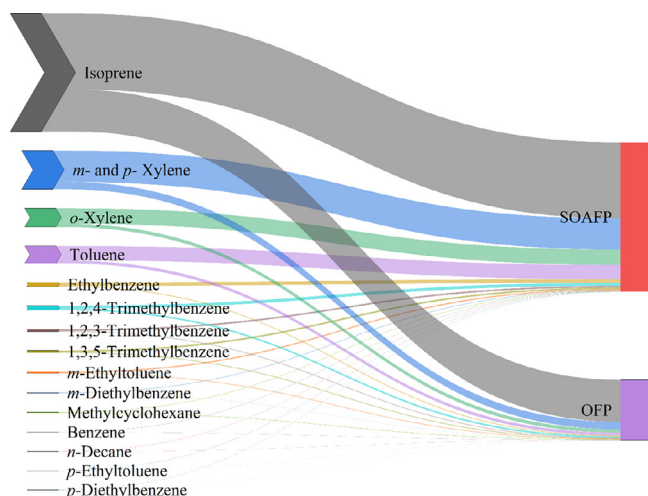 Isoprene
m- and p- Xylene
o-Xylene
Toluene
Ethylbenzene
1,2,4-Trimethylbenzene
1,2,3-Trimethylbenzene
1,3,5-Trimethylbenzene
m-Ethyltoluene
m-Diethylbenzene
Methylcyclohexane
Benzene
n-Decane
p-Ethyltoluene
p-Diethylbenzene
SOAFP
OFP